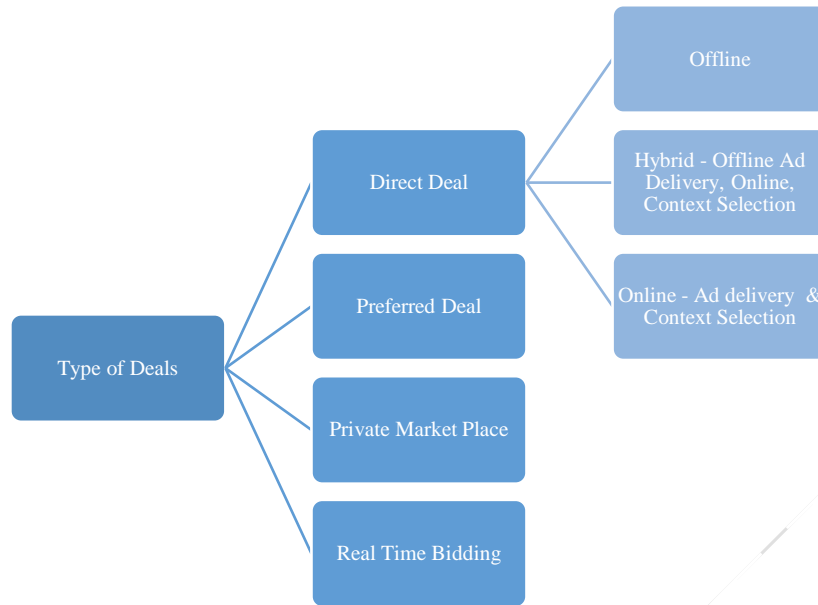 Offline
Direct Deal
Hybrid - Offline Ad
Delivery, Online,
Context Selection
Preferred Deal
Online - Ad delivery &
Context Selection
Type of Deals
Private Market Place
Real Time Bidding